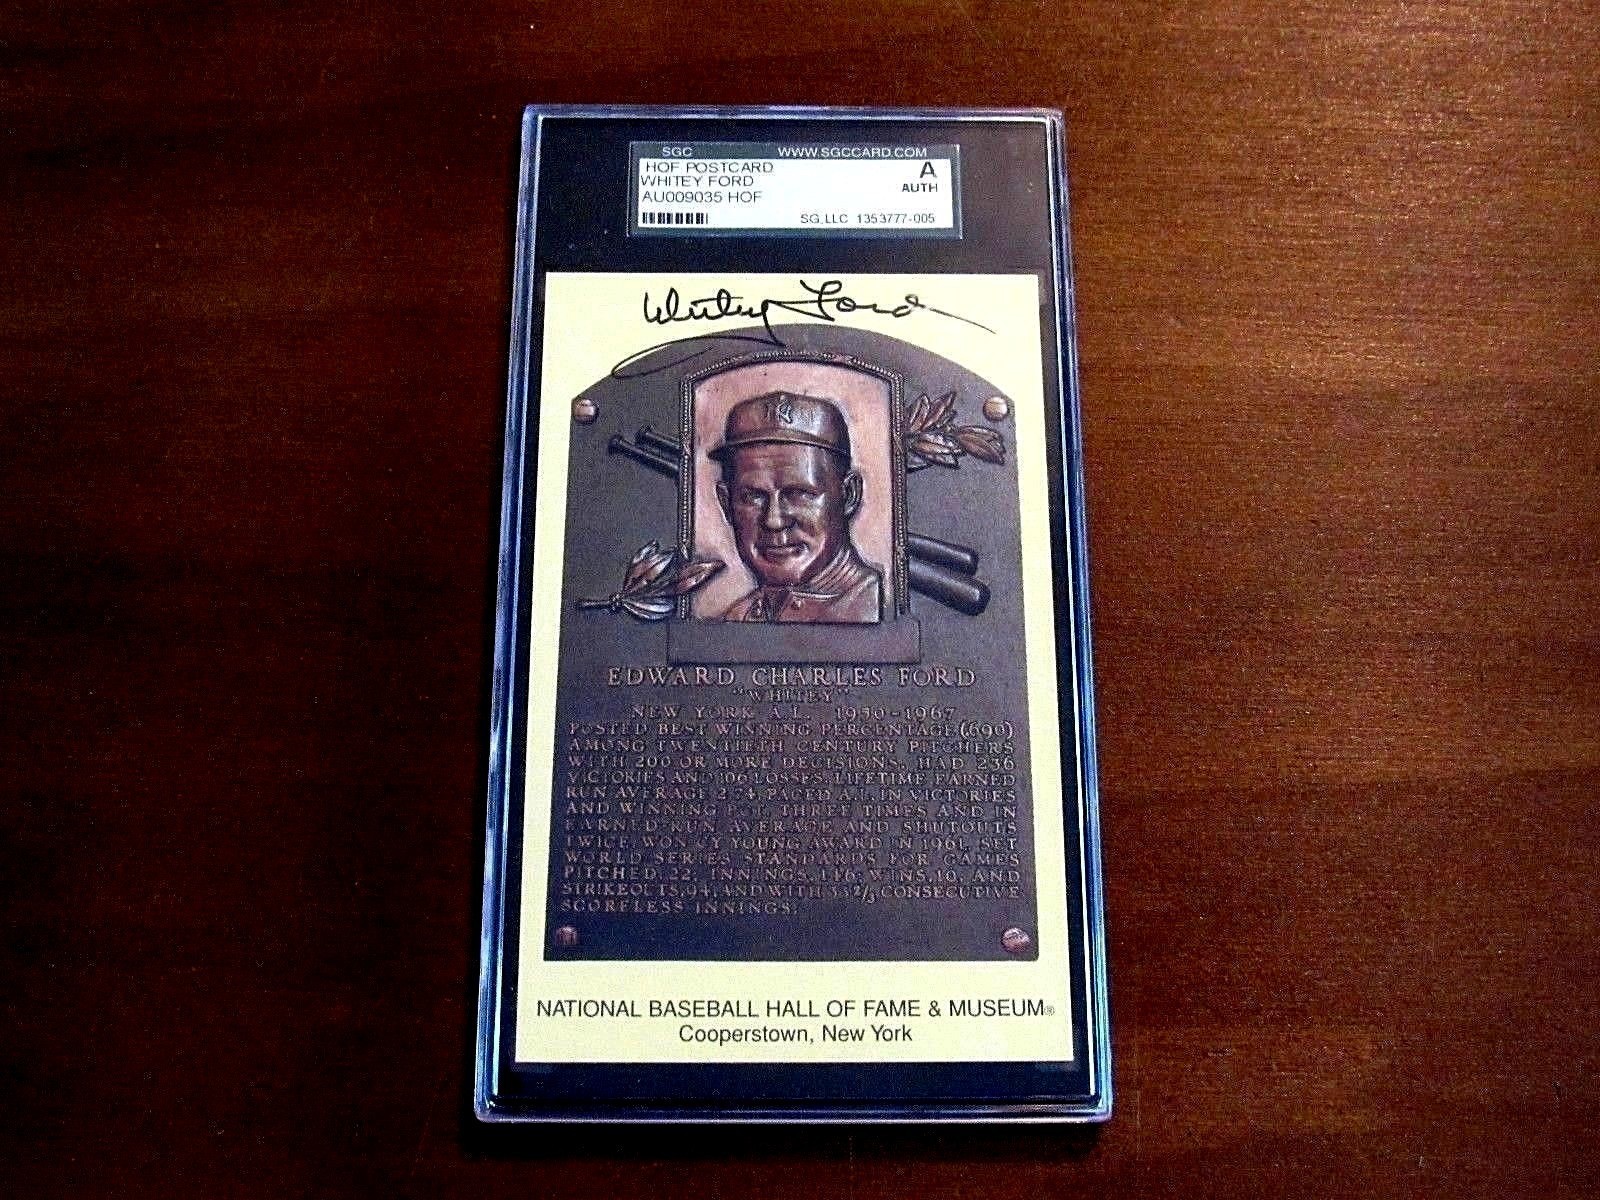 SGC WWW.SGCCARD.COM
HOF POSTCARD A
WHITEY FORD AUTH
AU009035 HOF
SG,LLC 1353777-005
Whitey Ford
NY
EDWARD CHARLES FORD
"WHITEY"
NEW YORK A.L. 1950-1967
POSTED BEST WINNING PERCENTAGE (.690)
AMONG TWENTIETH CENTURY PITCHERS
WITH 200 OR MORE DECISIONS. HAD 236
VICTORIES AND 106 LOSSES. LIFETIME EARNED
RUN AVERAGE 2.74. PACED A.L. IN VICTORIES
AND WINNING PCT. THREE TIMES AND IN
EARNED RUN AVERAGE AND SHUTOUTS
TWICE. WON CY YOUNG AWARD IN 1961. SET
WORLD SERIES STANDARDS FOR GAMES
PITCHED, 22, INNINGS, 146; WINS, 10, AND
STRIKEOUTS, 94, AND WITH 33 2/3 CONSECUTIVE
SCORELESS INNINGS.
NATIONAL BASEBALL HALL OF FAME & MUSEUM®
Cooperstown, New York